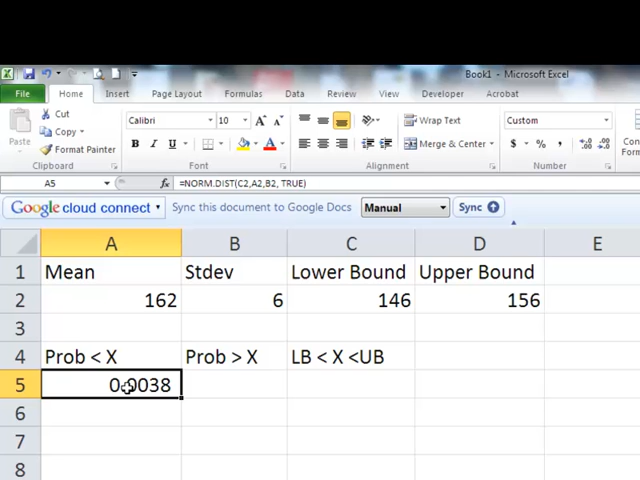 Book1 - Microsoft Excel
File Home Insert Page Layout Formulas Data Review View Developer Acrobat
Paste
Cut
Copy
Format Painter
Clipboard
Calibri 10
B I U
Font
Wrap Text
Merge & Center
Alignment
Custom
$ % ,
Number
A5 fx =NORM.DIST(C2,A2,B2, TRUE)
Google cloud connect Sync this document to Google Docs Manual Sync
A B C D E
1 Mean Stdev Lower Bound Upper Bound
2 162 6 146 156
3
4 Prob < X Prob > X LB < X <UB
5 0.0038
6
7
8